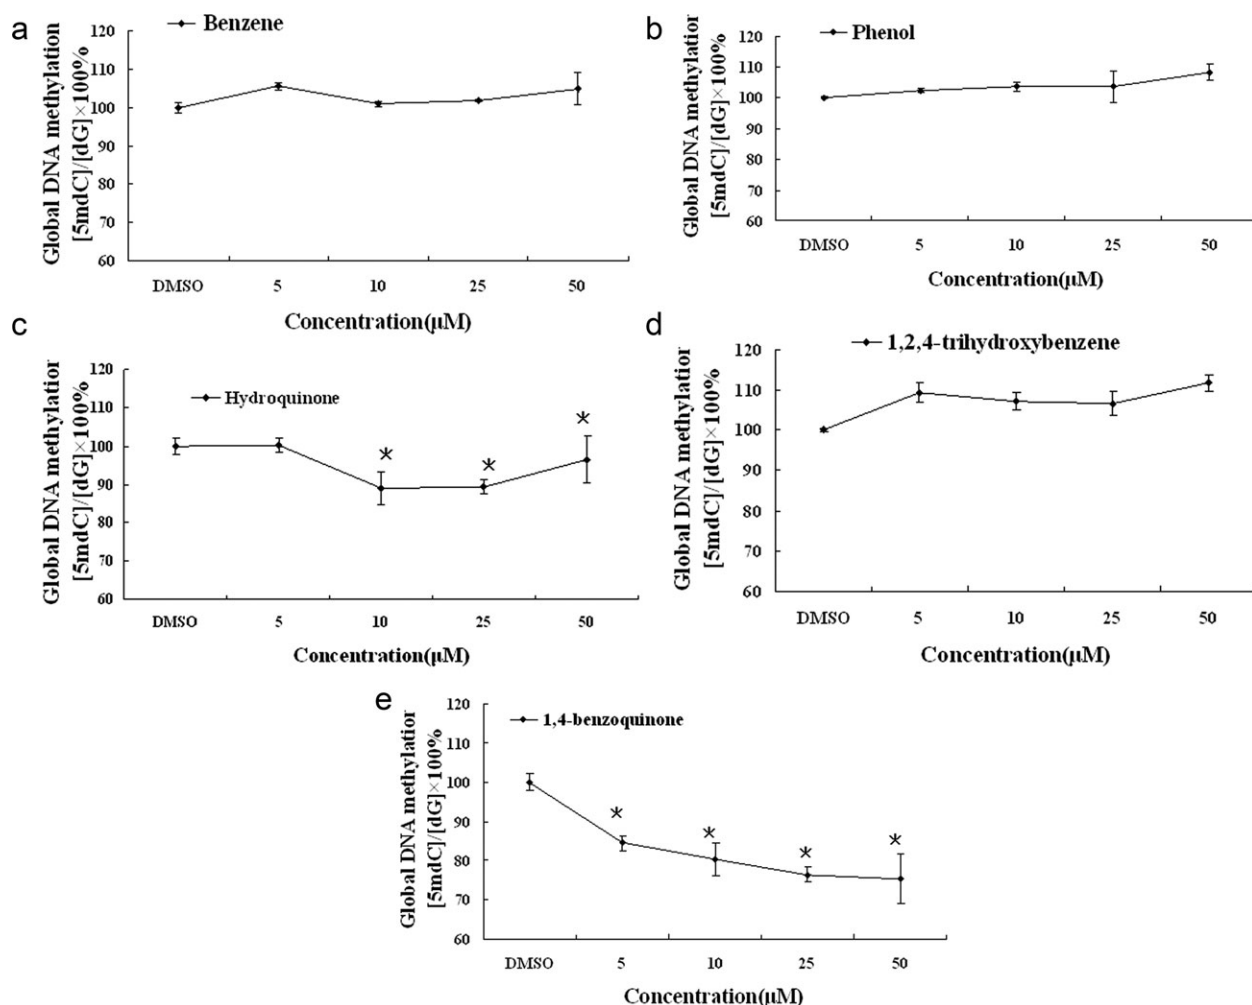 a
Benzene
Global DNA methylation
[5mdC]/[dG]×100%
120
110
100
90
80
70
60
DMSO 5 10 25 50
Concentration(μM)
b
Phenol
Global DNA methylatior
[5mdC]/[dG]×100%
120
110
100
90
80
70
60
DMSO 5 10 25 50
Concentration(μM)
c
Hydroquinone
Global DNA methylatior
[5mdC]/[dG]×100%
120
110
100
90
80
70
60
* * *
DMSO 5 10 25 50
Concentration(μM)
d
1,2,4-trihydroxybenzene
Global DNA methylatior
[5mdC]/[dG]×100%
120
110
100
90
80
70
60
DMSO 5 10 25 50
Concentration(μM)
e
1,4-benzoquinone
Global DNA methylatior
[5mdC]/[dG]×100%
120
110
100
90
80
70
60
* * * *
DMSO 5 10 25 50
Concentration(μM)